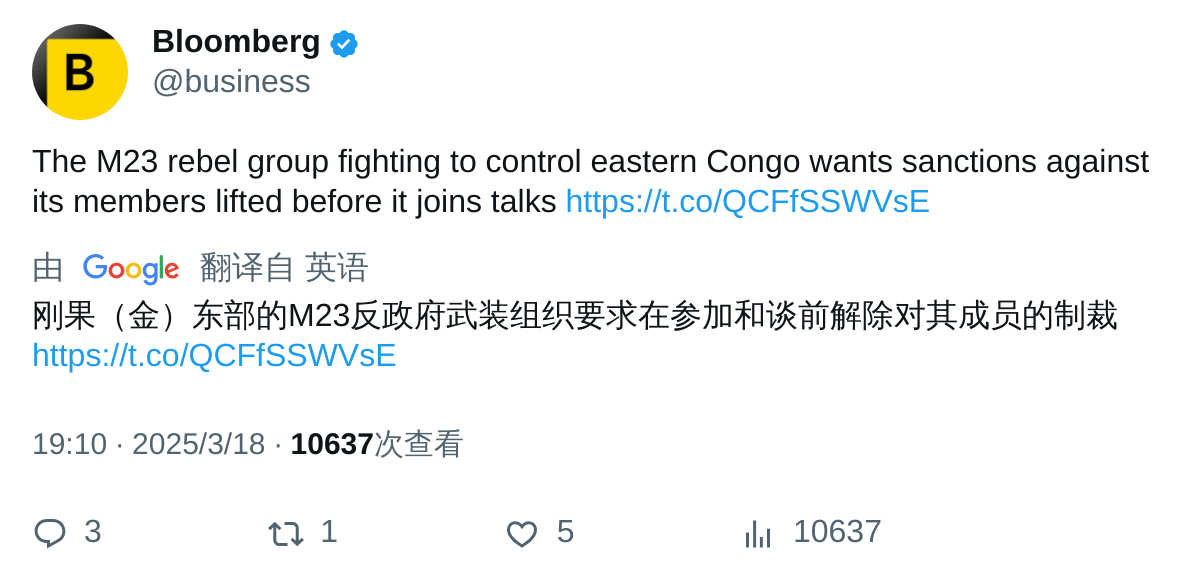 B
Bloomberg
@business
The M23 rebel group fighting to control eastern Congo wants sanctions against
its members lifted before it joins talks https://t.co/QCFfSSWVsE
由 Google 翻译自 英语
刚果（金）东部的M23反政府武装组织要求在参加和谈前解除对其成员的制裁
https://t.co/QCFfSSWVsE
19:10 · 2025/3/18 · 10637次查看
3 1 5 10637